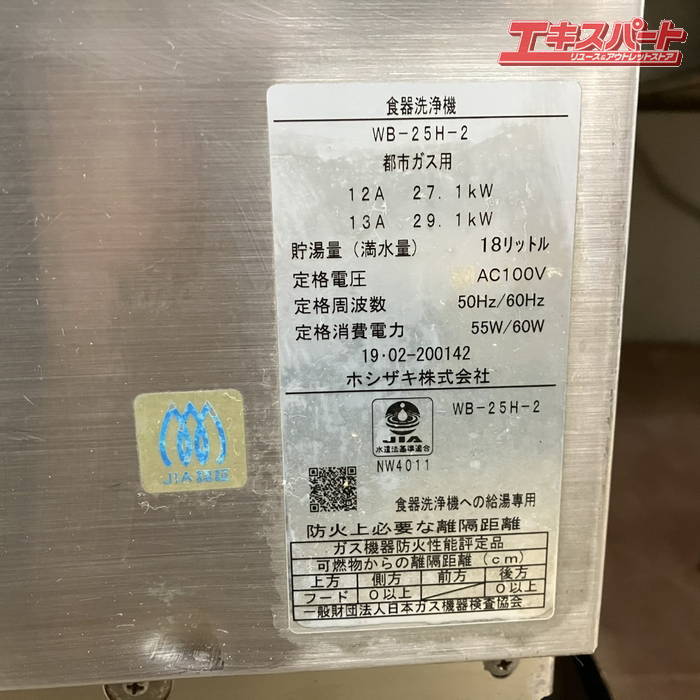 エキスパート
リユース&アウトレットストア
食器洗浄機
WB-25H-2
都市ガス用
12A 27.1kW
13A 29.1kW
貯湯量(満水量) 18リットル
定格電圧 AC100V
定格周波数 50Hz/60Hz
定格消費電力 55W/60W
19・02-200142
ホシザキ株式会社
JIA WB-25H-2
水道法基準適合
NW4011
JIA認証
食器洗浄機への給湯専用
防火上必要な離隔距離
ガス機器防火性能評定品
可燃物からの離隔距離(cm)
上方 側方 前方 後方
フード 0以上 0以上
一般財団法人日本ガス機器検査協会